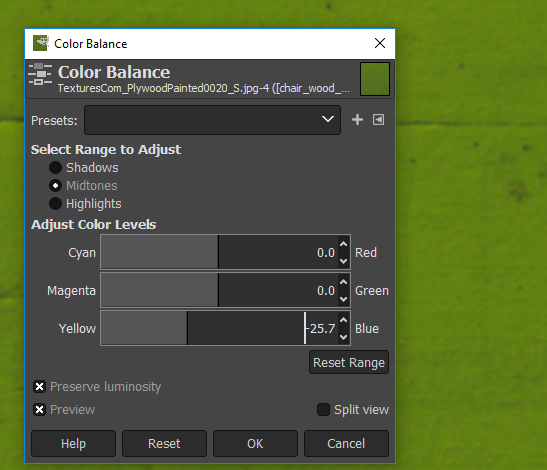 Color Balance
Color Balance
TexturesCom_PlywoodPainted0020_S.jpg-4 ([chair_wood_...
Presets:
Select Range to Adjust
Shadows
Midtones
Highlights
Adjust Color Levels
Cyan 0.0 Red
Magenta 0.0 Green
Yellow -25.7 Blue
Reset Range
Preserve luminosity
Preview Split view
Help Reset OK Cancel